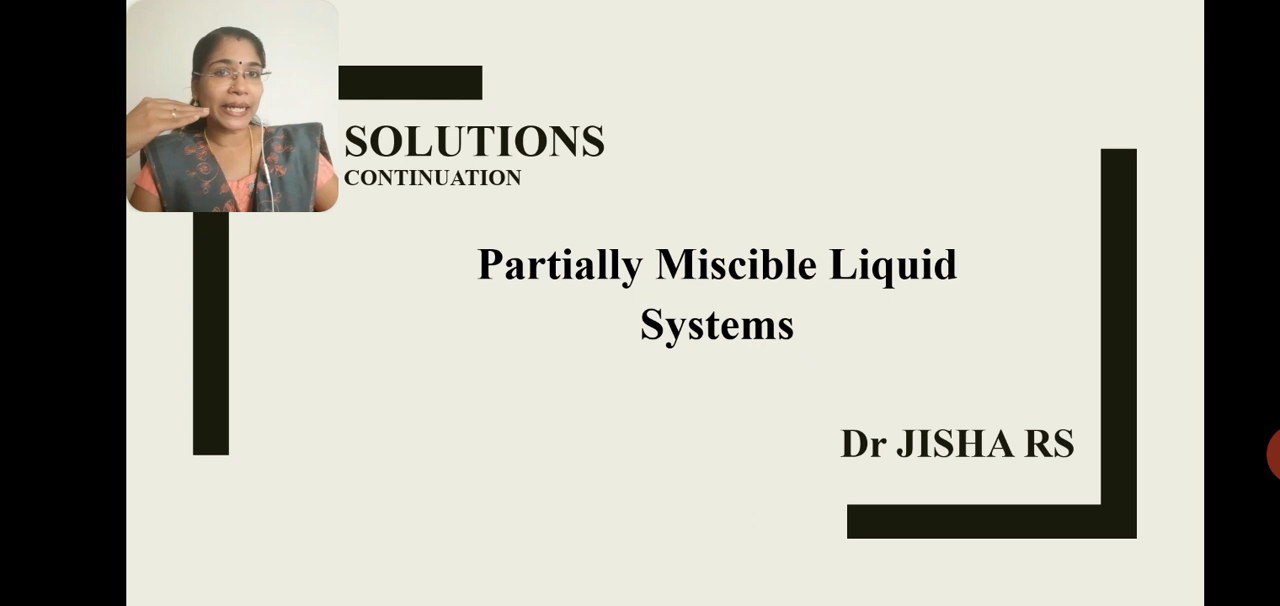 SOLUTIONS
CONTINUATION
Partially Miscible Liquid
Systems
Dr JISHA RS